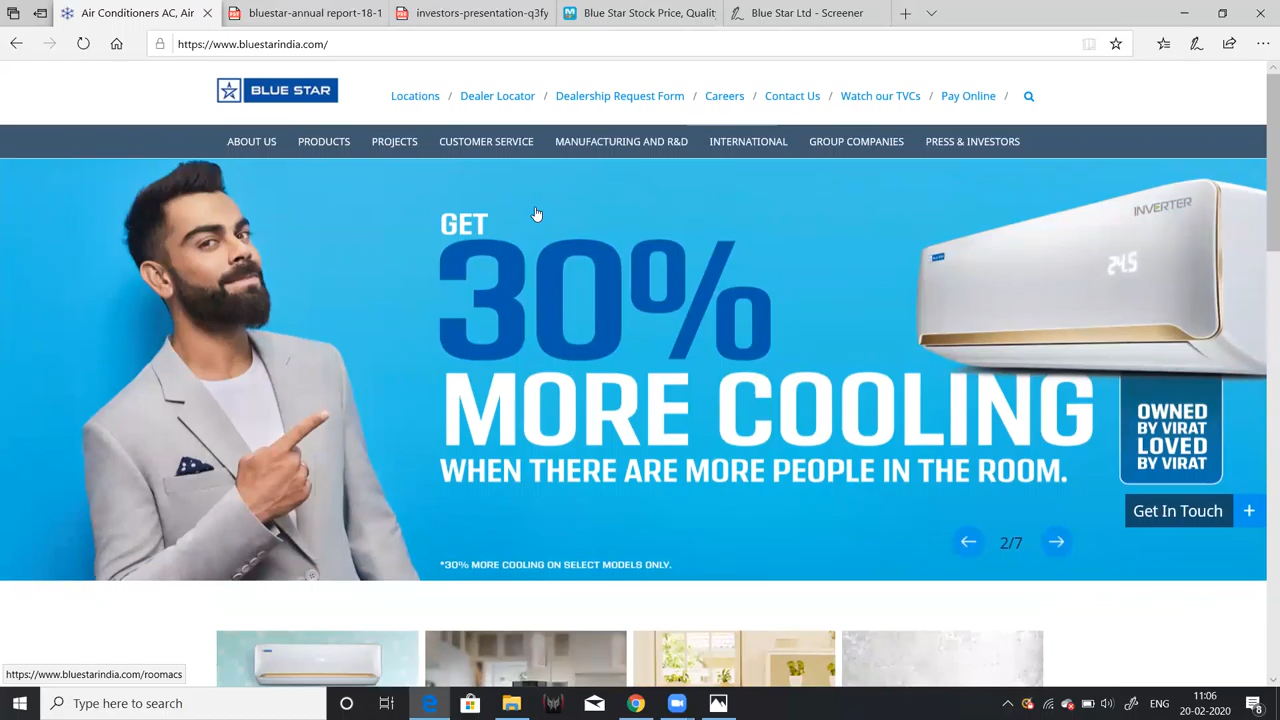 Air Conditioners AC, Air
bluestar-annual report-18-1
investors-presentation-q3fy
Blue Star Stock Price, Qualit
Blue Star Ltd - Screener
https://www.bluestarindia.com/
BLUE STAR
Locations / Dealer Locator / Dealership Request Form / Careers / Contact Us / Watch our TVCs / Pay Online /
ABOUT US PRODUCTS PROJECTS CUSTOMER SERVICE MANUFACTURING AND R&D INTERNATIONAL GROUP COMPANIES PRESS & INVESTORS
GET
30%
MORE COOLING
WHEN THERE ARE MORE PEOPLE IN THE ROOM.
*30% MORE COOLING ON SELECT MODELS ONLY.
INVERTER
24.5
OWNED
BY VIRAT
LOVED
BY VIRAT
Get In Touch +
2/7
https://www.bluestarindia.com/roomacs
Type here to search
ENG
11:06
20-02-2020
8